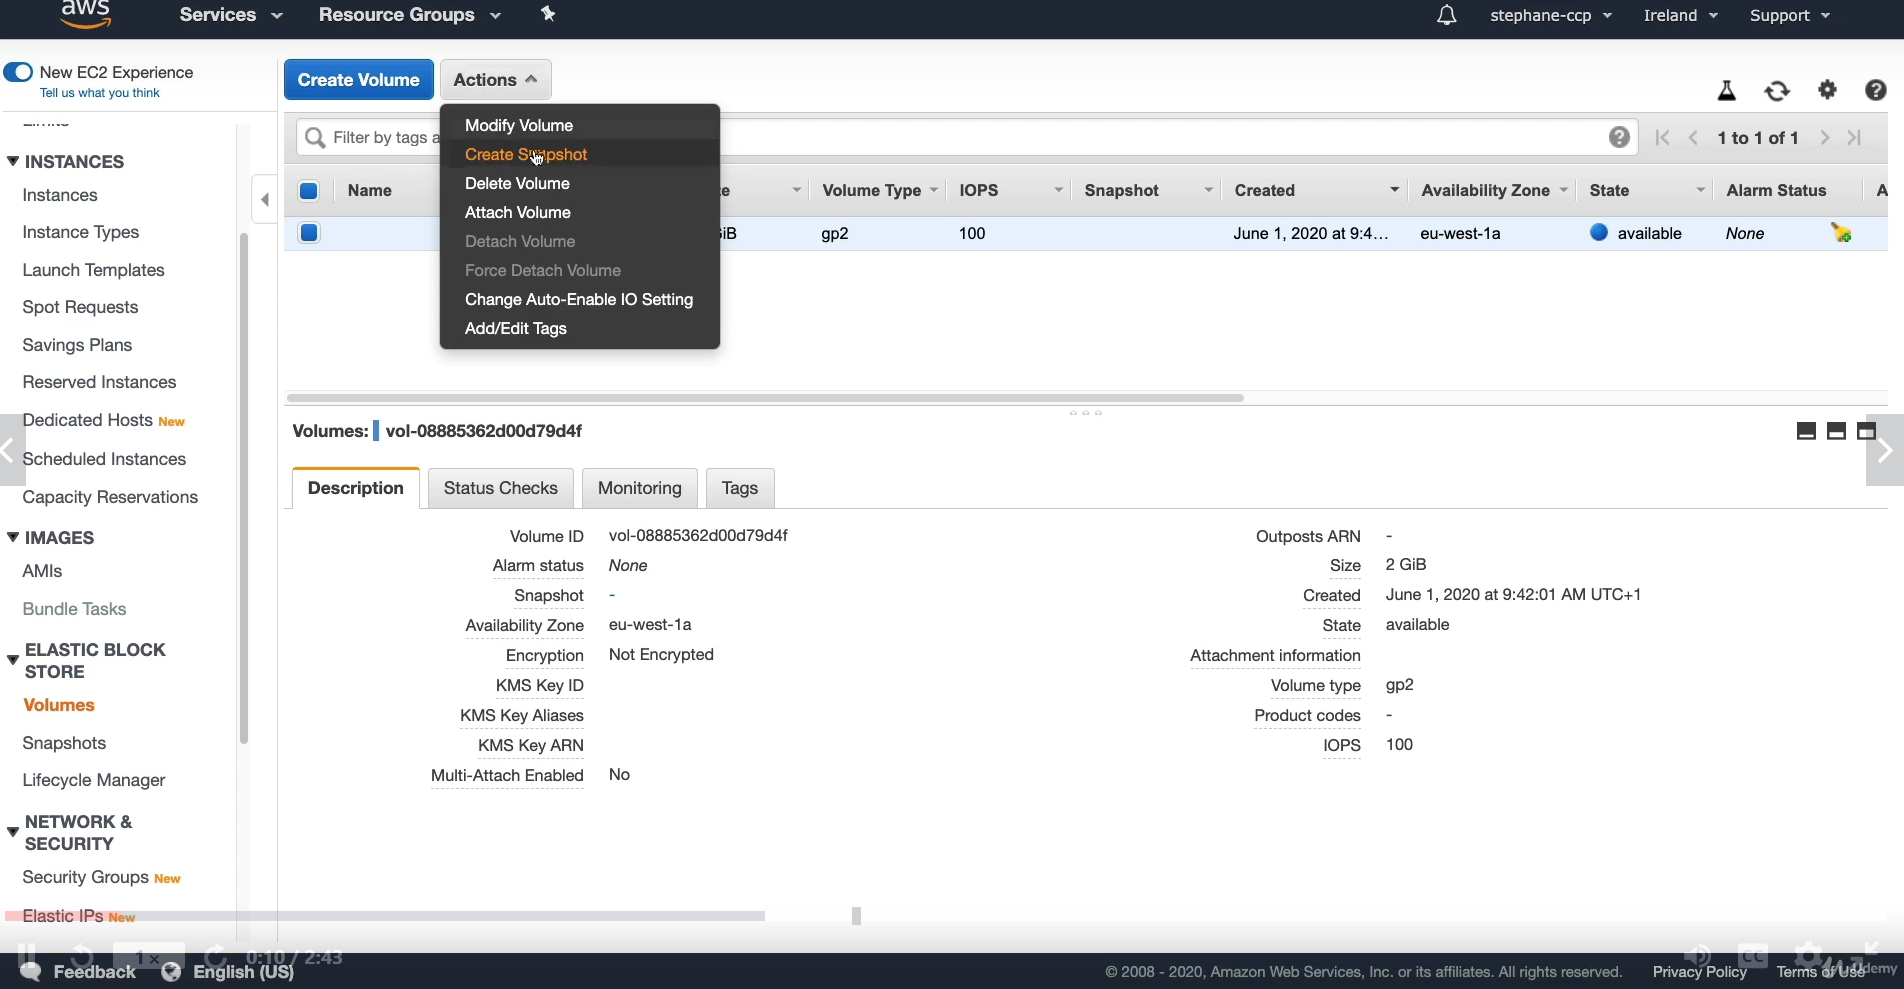 aws Services Resource Groups stephane-ccp Ireland Support
New EC2 Experience
Tell us what you think
INSTANCES
Instances
Instance Types
Launch Templates
Spot Requests
Savings Plans
Reserved Instances
Dedicated Hosts New
Scheduled Instances
Capacity Reservations
IMAGES
AMIs
Bundle Tasks
ELASTIC BLOCK
STORE
Volumes
Snapshots
Lifecycle Manager
NETWORK &
SECURITY
Security Groups New
Elastic IPs New
Create Volume Actions
Filter by tags 1 to 1 of 1
Modify Volume
Create Snapshot
Delete Volume
Attach Volume
Detach Volume
Force Detach Volume
Change Auto-Enable IO Setting
Add/Edit Tags
Name Volume Type IOPS Snapshot Created Availability Zone State Alarm Status A
gp2 100 June 1, 2020 at 9:4... eu-west-1a available None
Volumes: vol-08885362d00d79d4f
Description Status Checks Monitoring Tags
Volume ID vol-08885362d00d79d4f
Alarm status None
Snapshot -
Availability Zone eu-west-1a
Encryption Not Encrypted
KMS Key ID
KMS Key Aliases
KMS Key ARN
Multi-Attach Enabled No
Outposts ARN -
Size 2 GiB
Created June 1, 2020 at 9:42:01 AM UTC+1
State available
Attachment information
Volume type gp2
Product codes -
IOPS 100
1x 0:10 / 2:43 CC
Feedback English (US) © 2008 - 2020, Amazon Web Services, Inc. or its affiliates. All rights reserved. Privacy Policy Terms of Use